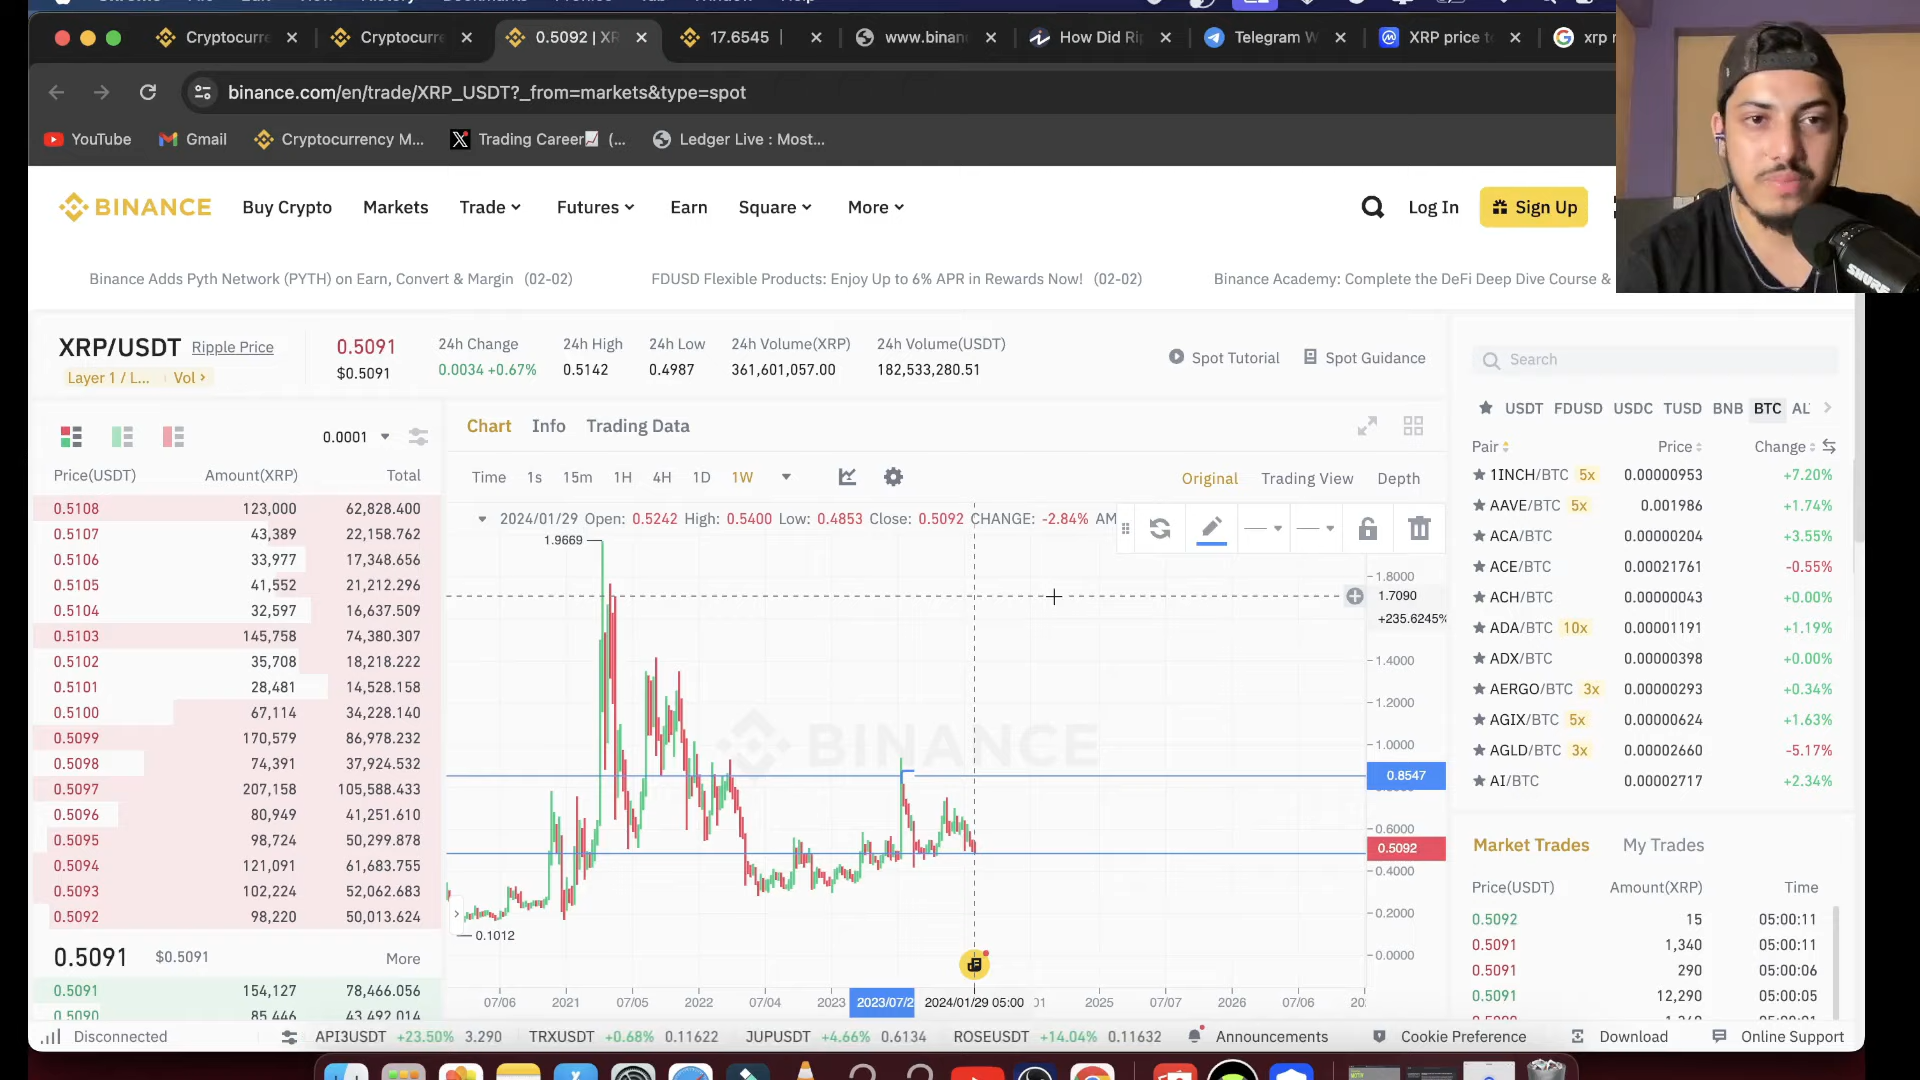 Cryptocurre
Cryptocurre
0.5092 | XR
17.6545 |
www.binan
How Did Rip
Telegram W
XRP price to
binance.com/en/trade/XRP_USDT?_from=markets&type=spot
YouTube
Gmail
Cryptocurrency M...
Trading Career📈 (...
Ledger Live : Most...
BINANCE
Buy Crypto
Markets
Trade
Futures
Earn
Square
More
Log In
Sign Up
Binance Adds Pyth Network (PYTH) on Earn, Convert & Margin (02-02)
FDUSD Flexible Products: Enjoy Up to 6% APR in Rewards Now! (02-02)
Binance Academy: Complete the DeFi Deep Dive Course &
XRP/USDT Ripple Price
Layer 1 / L... Vol >
0.5091
$0.5091
24h Change
0.0034 +0.67%
24h High
0.5142
24h Low
0.4987
24h Volume(XRP)
361,601,057.00
24h Volume(USDT)
182,533,280.51
Spot Tutorial
Spot Guidance
0.0001
Price(USDT) Amount(XRP) Total
0.5108 123,000 62,828.400
0.5107 43,389 22,158.762
0.5106 33,977 17,348.656
0.5105 41,552 21,212.296
0.5104 32,597 16,637.509
0.5103 145,758 74,380.307
0.5102 35,708 18,218.222
0.5101 28,481 14,528.158
0.5100 67,114 34,228.140
0.5099 170,579 86,978.232
0.5098 74,391 37,924.532
0.5097 207,158 105,588.433
0.5096 80,949 41,251.610
0.5095 98,724 50,299.878
0.5094 121,091 61,683.755
0.5093 102,224 52,062.683
0.5092 98,220 50,013.624
0.5091 $0.5091 More
0.5091 154,127 78,466.056
0.5090 85,446 43,492.014
Chart Info Trading Data
Time 1s 15m 1H 4H 1D 1W
Original Trading View Depth
2024/01/29 Open: 0.5242 High: 0.5400 Low: 0.4853 Close: 0.5092 CHANGE: -2.84% AM
1.9669
0.1012
BINANCE
1.8000
1.7090
+235.6245%
1.4000
1.2000
1.0000
0.8547
0.6000
0.5092
0.4000
0.2000
0.0000
07/06 2021 07/05 2022 07/04 2023 2023/07/2 2024/01/29 05:00 01 2025 07/07 2026 07/06
Search
USDT FDUSD USDC TUSD BNB BTC AL
Pair Price Change
1INCH/BTC 5x 0.00000953 +7.20%
AAVE/BTC 5x 0.001986 +1.74%
ACA/BTC 0.00000204 +3.55%
ACE/BTC 0.00021761 -0.55%
ACH/BTC 0.00000043 +0.00%
ADA/BTC 10x 0.00001191 +1.19%
ADX/BTC 0.00000398 +0.00%
AERGO/BTC 3x 0.00000293 +0.34%
AGIX/BTC 5x 0.00000624 +1.63%
AGLD/BTC 3x 0.00002660 -5.17%
AI/BTC 0.00002717 +2.34%
Market Trades My Trades
Price(USDT) Amount(XRP) Time
0.5092 15 05:00:11
0.5091 1,340 05:00:11
0.5091 290 05:00:06
0.5091 12,290 05:00:05
Disconnected
API3USDT +23.50% 3.290
TRXUSDT +0.68% 0.11622
JUPUSDT +4.66% 0.6134
ROSEUSDT +14.04% 0.11632
Announcements
Cookie Preference
Download
Online Support
SHURE